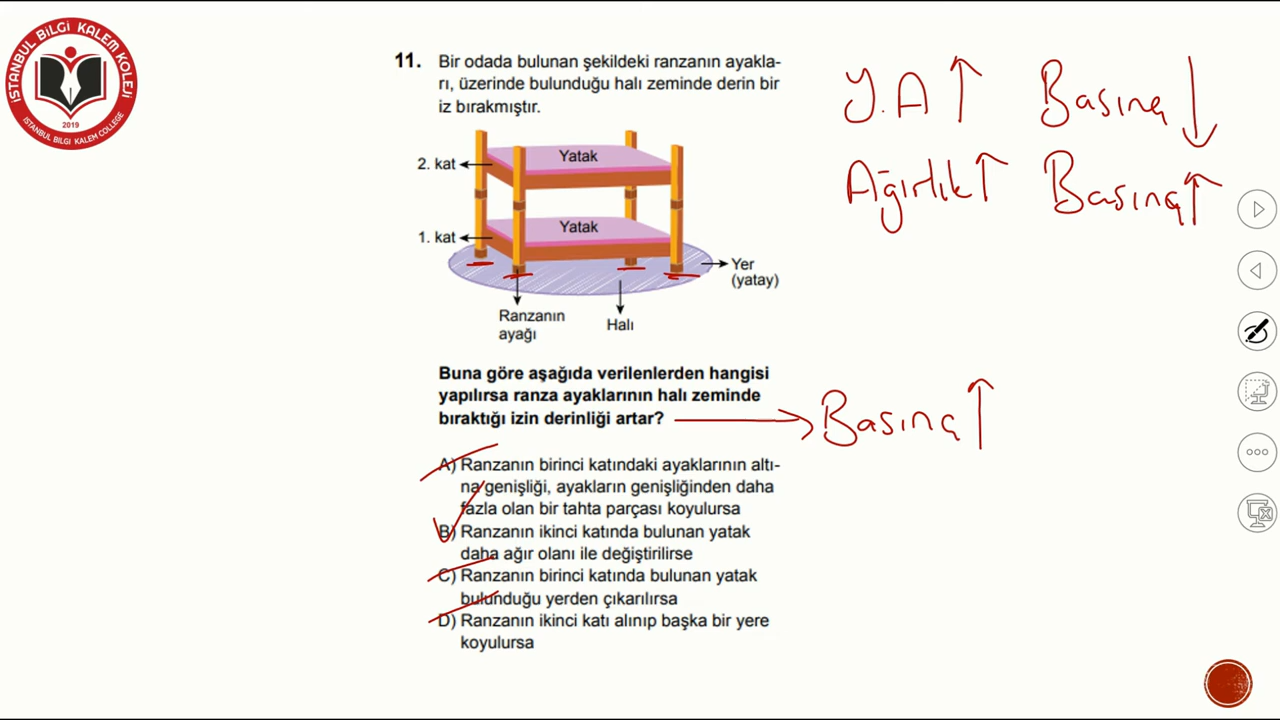 İSTANBUL BİLGİ KALEM KOLEJİ
2019
İSTANBUL BİLGİ KALEM COLLEGE
11. Bir odada bulunan şekildeki ranzanın ayakla-
rı, üzerinde bulunduğu halı zeminde derin bir
iz bırakmıştır.
Y.A ↑ Basınç ↓
Ağırlık ↑ Basınç ↑
2. kat
Yatak
1. kat
Yatak
Yer
(yatay)
Ranzanın
ayağı
Halı
Buna göre aşağıda verilenlerden hangisi
yapılırsa ranza ayaklarının halı zeminde
bıraktığı izin derinliği artar?
Basınç ↑
A) Ranzanın birinci katındaki ayaklarının altı-
na genişliği, ayakların genişliğinden daha
fazla olan bir tahta parçası koyulursa
B) Ranzanın ikinci katında bulunan yatak
daha ağır olanı ile değiştirilirse
C) Ranzanın birinci katında bulunan yatak
bulunduğu yerden çıkarılırsa
D) Ranzanın ikinci katı alınıp başka bir yere
koyulursa